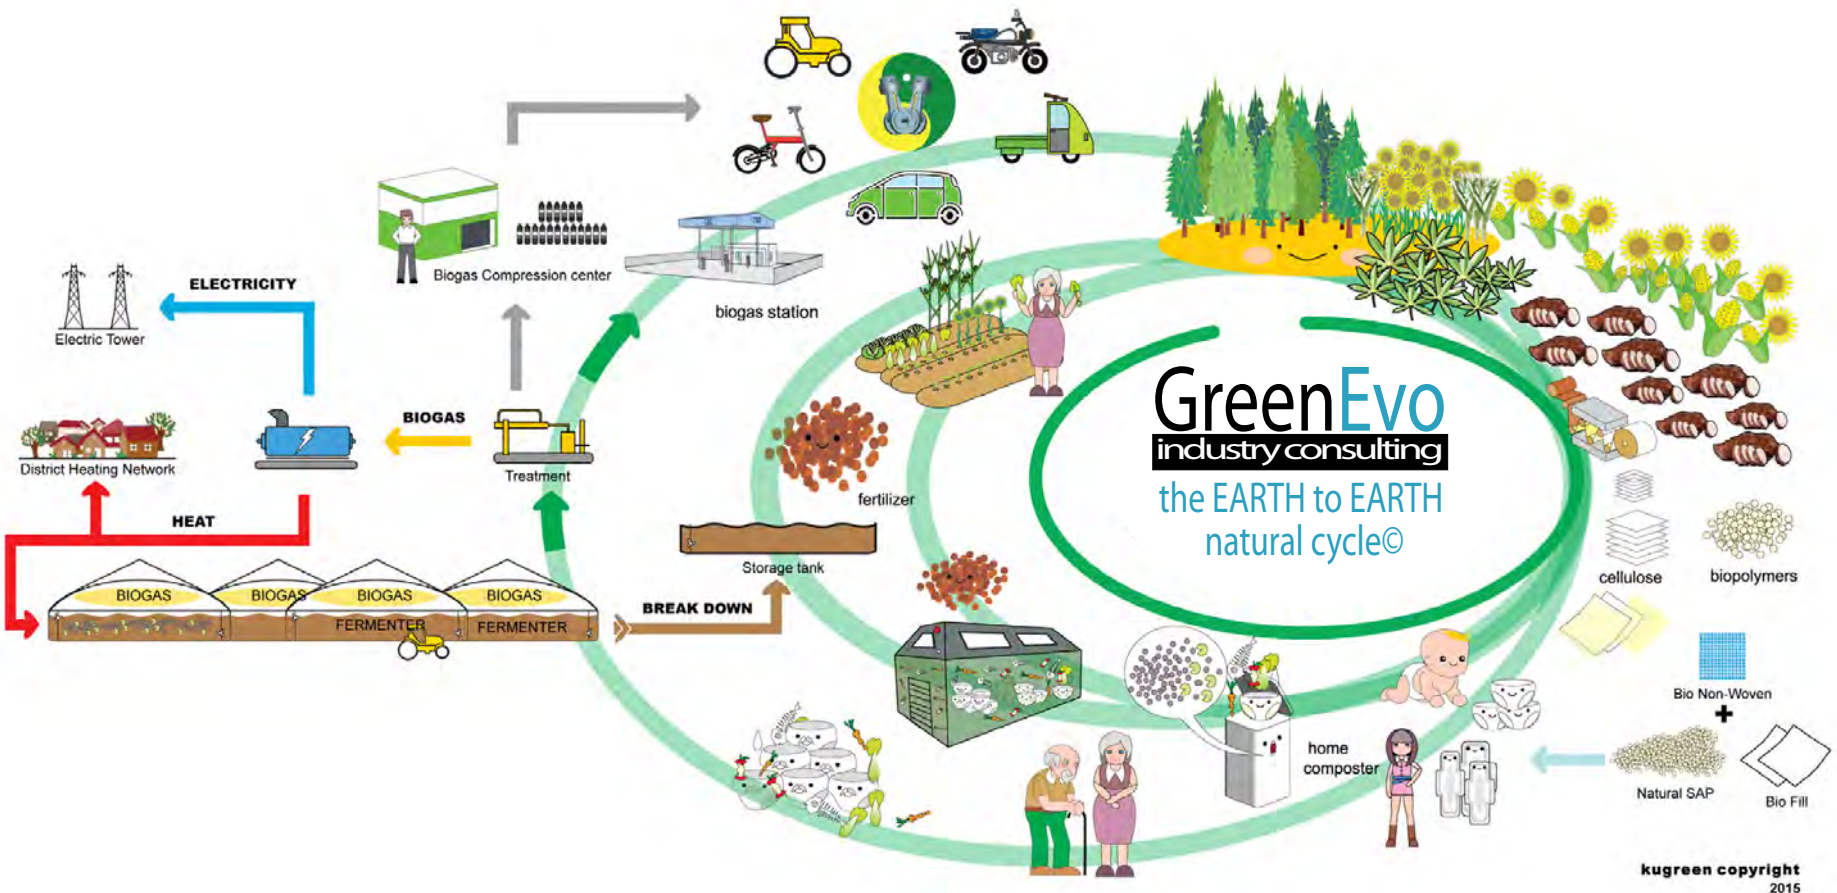 ELECTRICITY
Electric Tower
Biogas Compression center
biogas station
BIOGAS
Treatment
District Heating Network
HEAT
BIOGAS
BIOGAS
BIOGAS
BIOGAS
FERMENTER
FERMENTER
BREAK DOWN
Storage tank
fertilizer
GreenEvo
industry consulting
the EARTH to EARTH
natural cycle©
cellulose
biopolymers
Bio Non-Woven
+
Natural SAP
Bio Fill
home
composter
kugreen copyright
2015